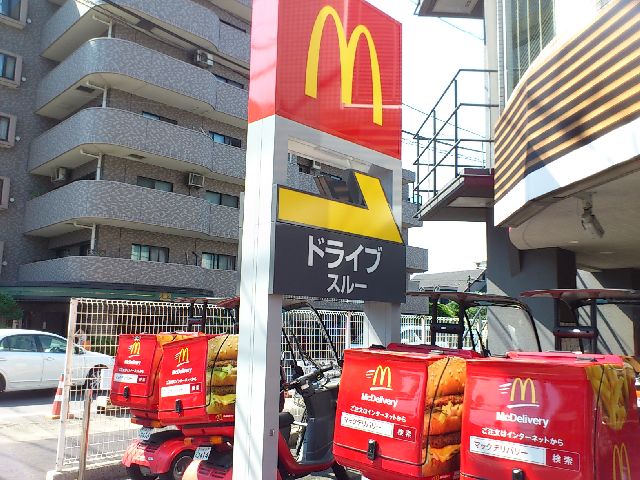 ドライブ
スルー
McDelivery
ご注文はインターネットから
マックデリバリー 検索
McDelivery
ご注文はインターネットから
マックデリバリー 検索